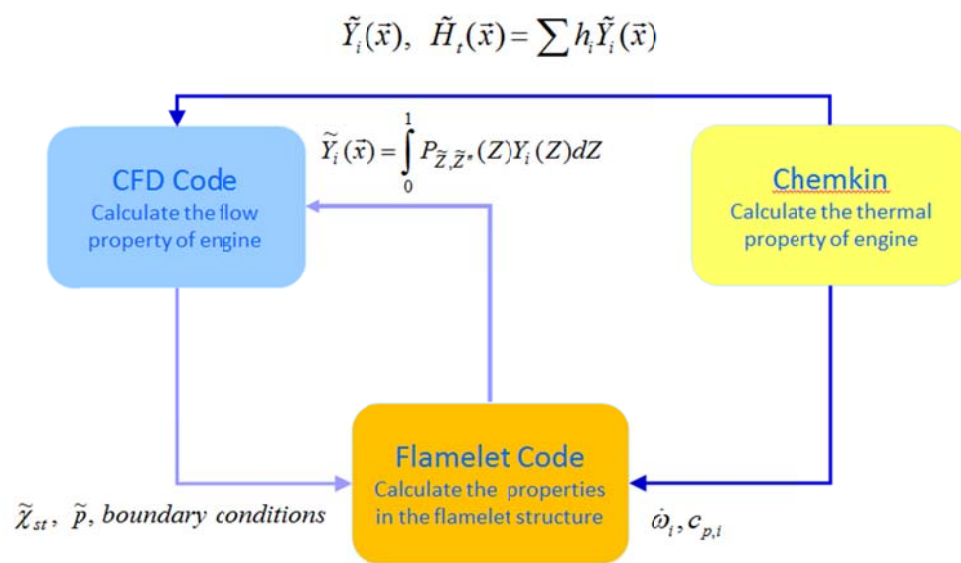 Ỹᵢ(x⃗), H̃ₜ(x⃗) = ∑ hᵢỸᵢ(x⃗)
Ỹᵢ(x⃗) = ∫₀¹ P_{Z̃,Z̃″}(Z)Yᵢ(Z)dZ
CFD Code
Calculate the flow
property of engine
Chemkin
Calculate the thermal
property of engine
Flamelet Code
Calculate the properties
in the flamelet structure
χ̃ₛₜ, p̃, boundary conditions
ω̇ᵢ, c_{p,i}